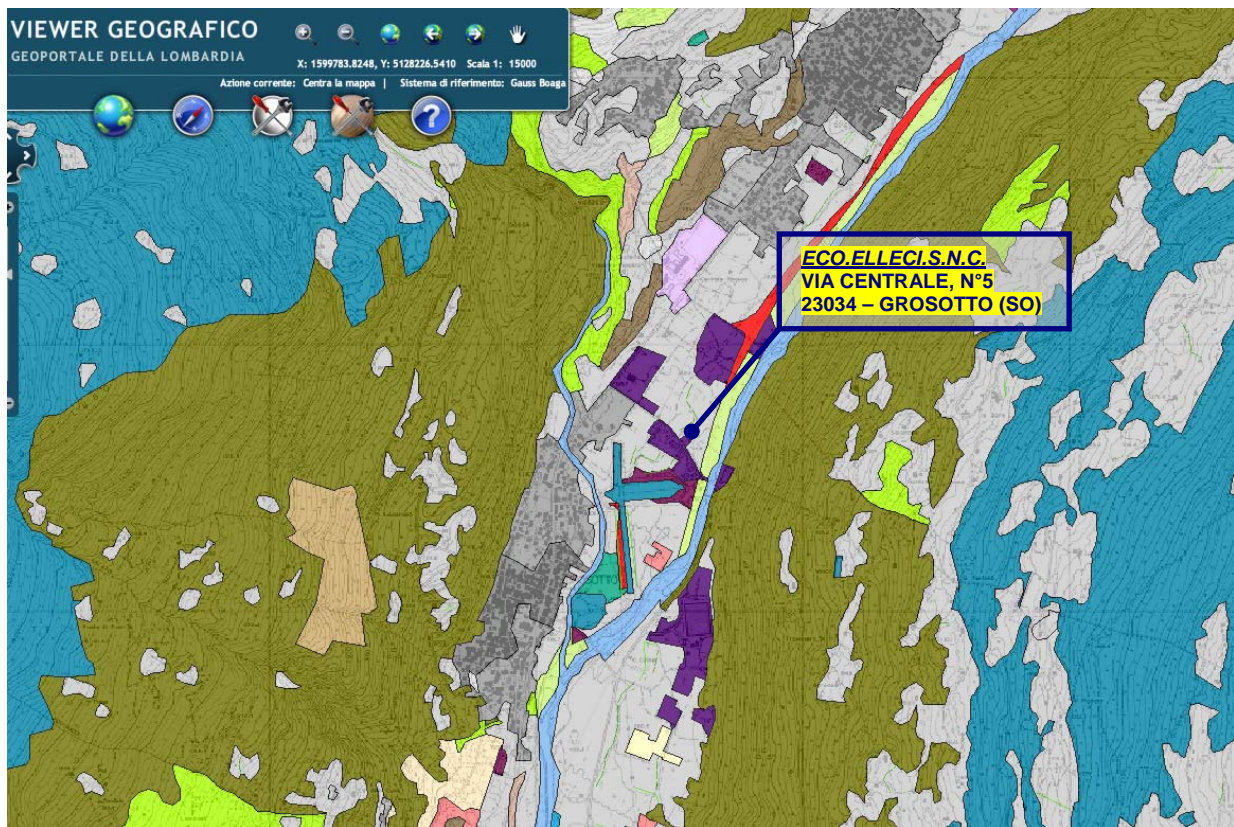 VIEWER GEOGRAFICO
GEOPORTALE DELLA LOMBARDIA
X: 1599783.8248, Y: 5128226.5410 Scala 1: 15000
Azione corrente: Centra la mappa | Sistema di riferimento: Gauss Boaga
?
ECO.ELLECI.S.N.C.
VIA CENTRALE, N°5
23034 – GROSOTTO (SO)